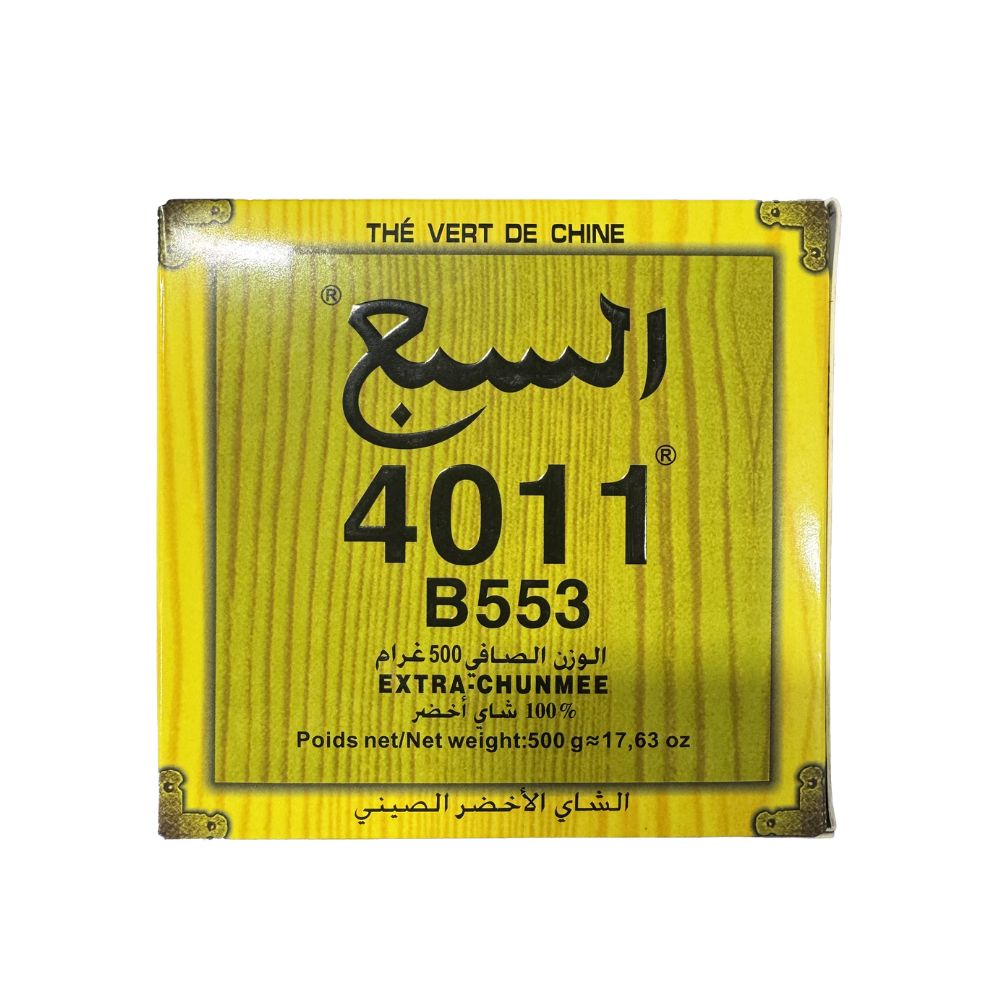 THÉ VERT DE CHINE
® السبع
4011®
B553
الوزن الصافي 500 غرام
EXTRA-CHUNMEE
100% شاي أخضر
Poids net/Net weight:500 g≈17,63 oz
الشاي الأخضر الصيني